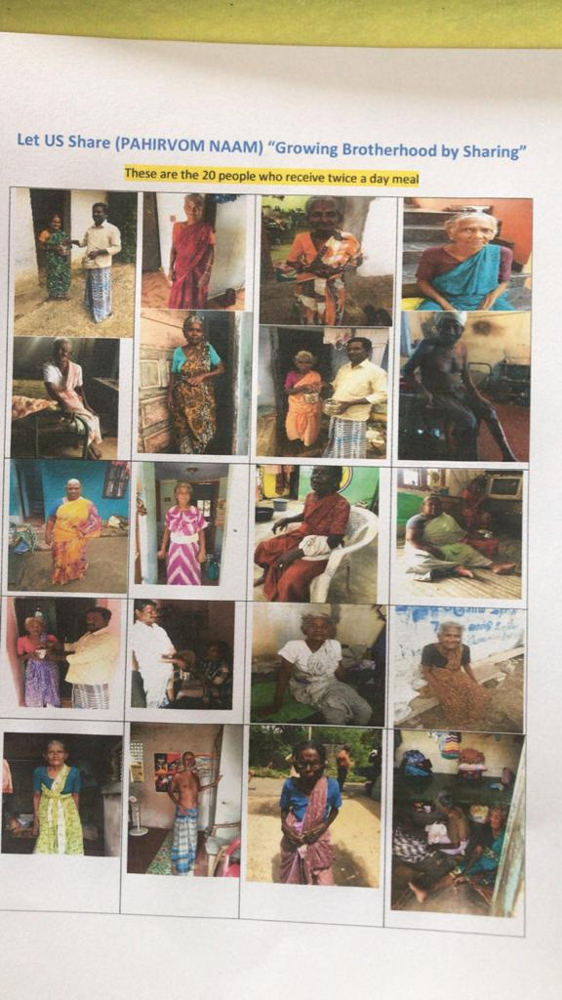 Let US Share (PAHIRVOM NAAM) “Growing Brotherhood by Sharing”
These are the 20 people who receive twice a day meal